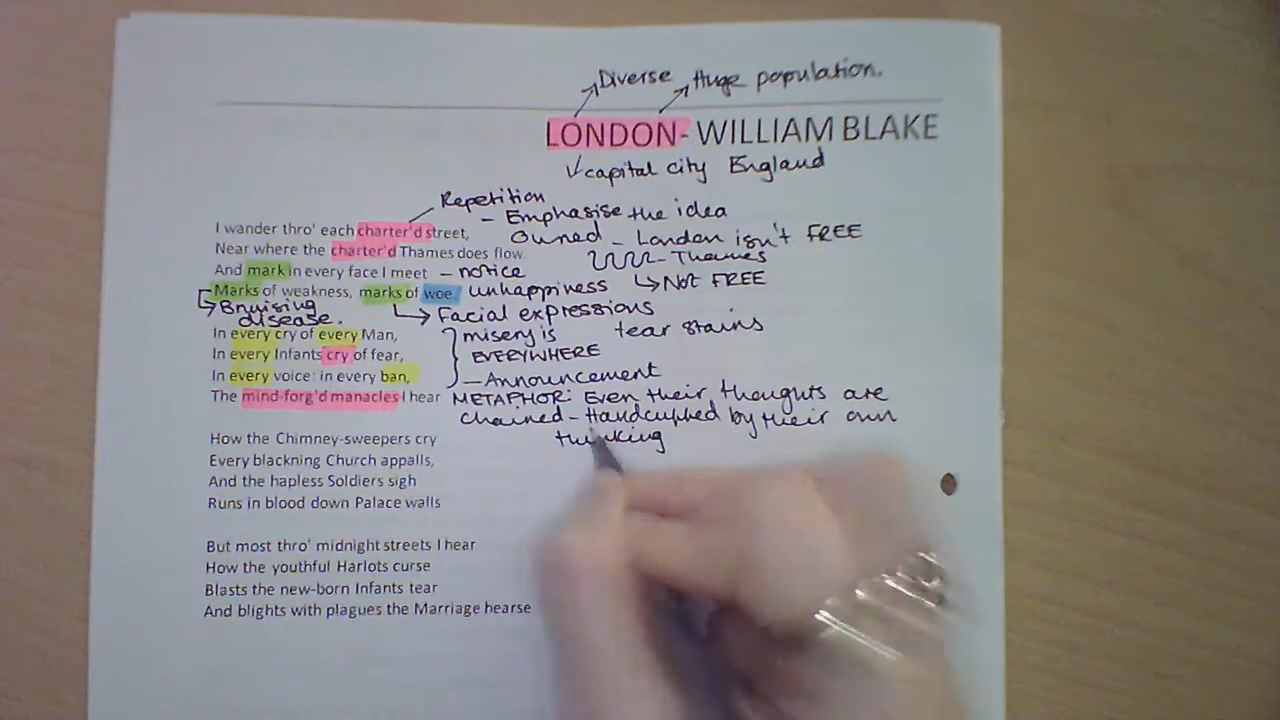 Diverse Huge population.
LONDON- WILLIAM BLAKE
capital city England
Repetition
- Emphasise the idea
I wander thro' each charter'd street,
Owned - London isn't FREE
Near where the charter'd Thames does flow.
- Thames
And mark in every face I meet - notice
Not FREE
Marks of weakness, marks of woe. Unhappiness
Bruising
disease.
Facial expressions
tear stains
In every cry of every Man,
misery is
In every Infants cry of fear,
EVERYWHERE
In every voice: in every ban,
- Announcement
The mind-forg'd manacles I hear METAPHOR: Even their thoughts are
chained - Handcuphed by their own
thinking
How the Chimney-sweepers cry
Every blackning Church appalls,
And the hapless Soldiers sigh
Runs in blood down Palace walls
But most thro' midnight streets I hear
How the youthful Harlots curse
Blasts the new-born Infants tear
And blights with plagues the Marriage hearse